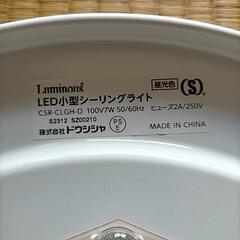 Luminous
昼光色
LED小型シーリングライト
CSR-CLGH-D 100V7W 50/60Hz ヒューズ2A/250V
S2312 SZ00210
株式会社ドウシシャ
PS
E
MADE IN CHINA
S